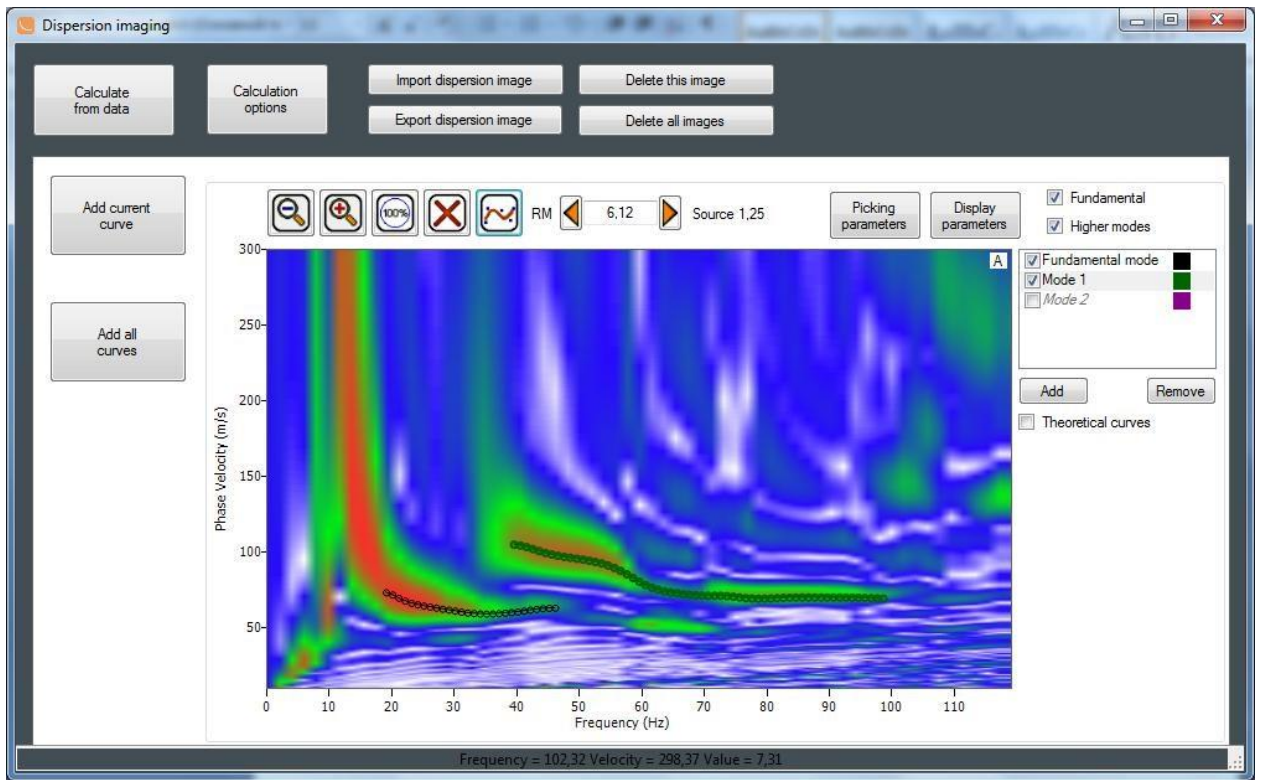 Dispersion imaging
Calculate
from data
Calculation
options
Import dispersion image
Delete this image
Export dispersion image
Delete all images
Add current
curve
Add all
curves
100%
RM
6,12
Source 1,25
Picking
parameters
Display
parameters
Fundamental
Higher modes
A
Fundamental mode
Mode 1
Mode 2
Add
Remove
Theoretical curves
Phase Velocity (m/s)
300
250
200
150
100
50
0 10 20 30 40 50 60 70 80 90 100 110
Frequency (Hz)
Frequency = 102,32 Velocity = 298,37 Value = 7,31